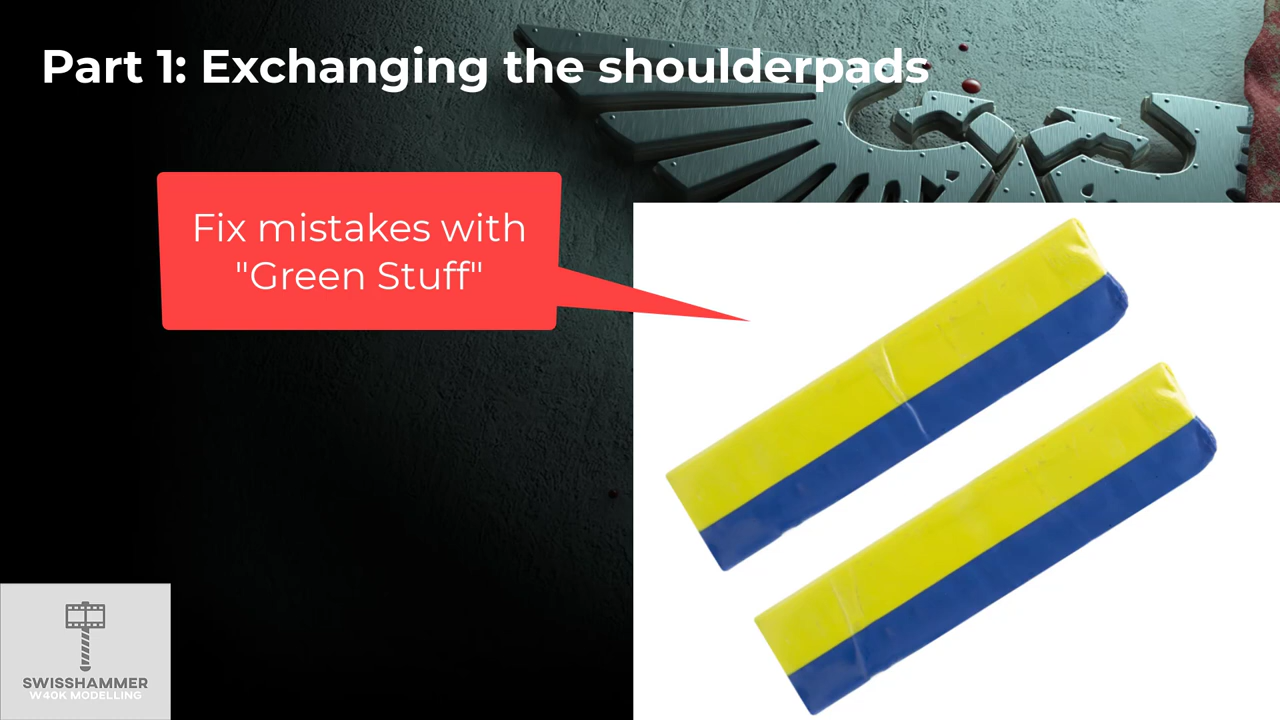 Part 1: Exchanging the shoulderpads
Fix mistakes with
"Green Stuff"
SWISSHAMMER
W40K MODELLING